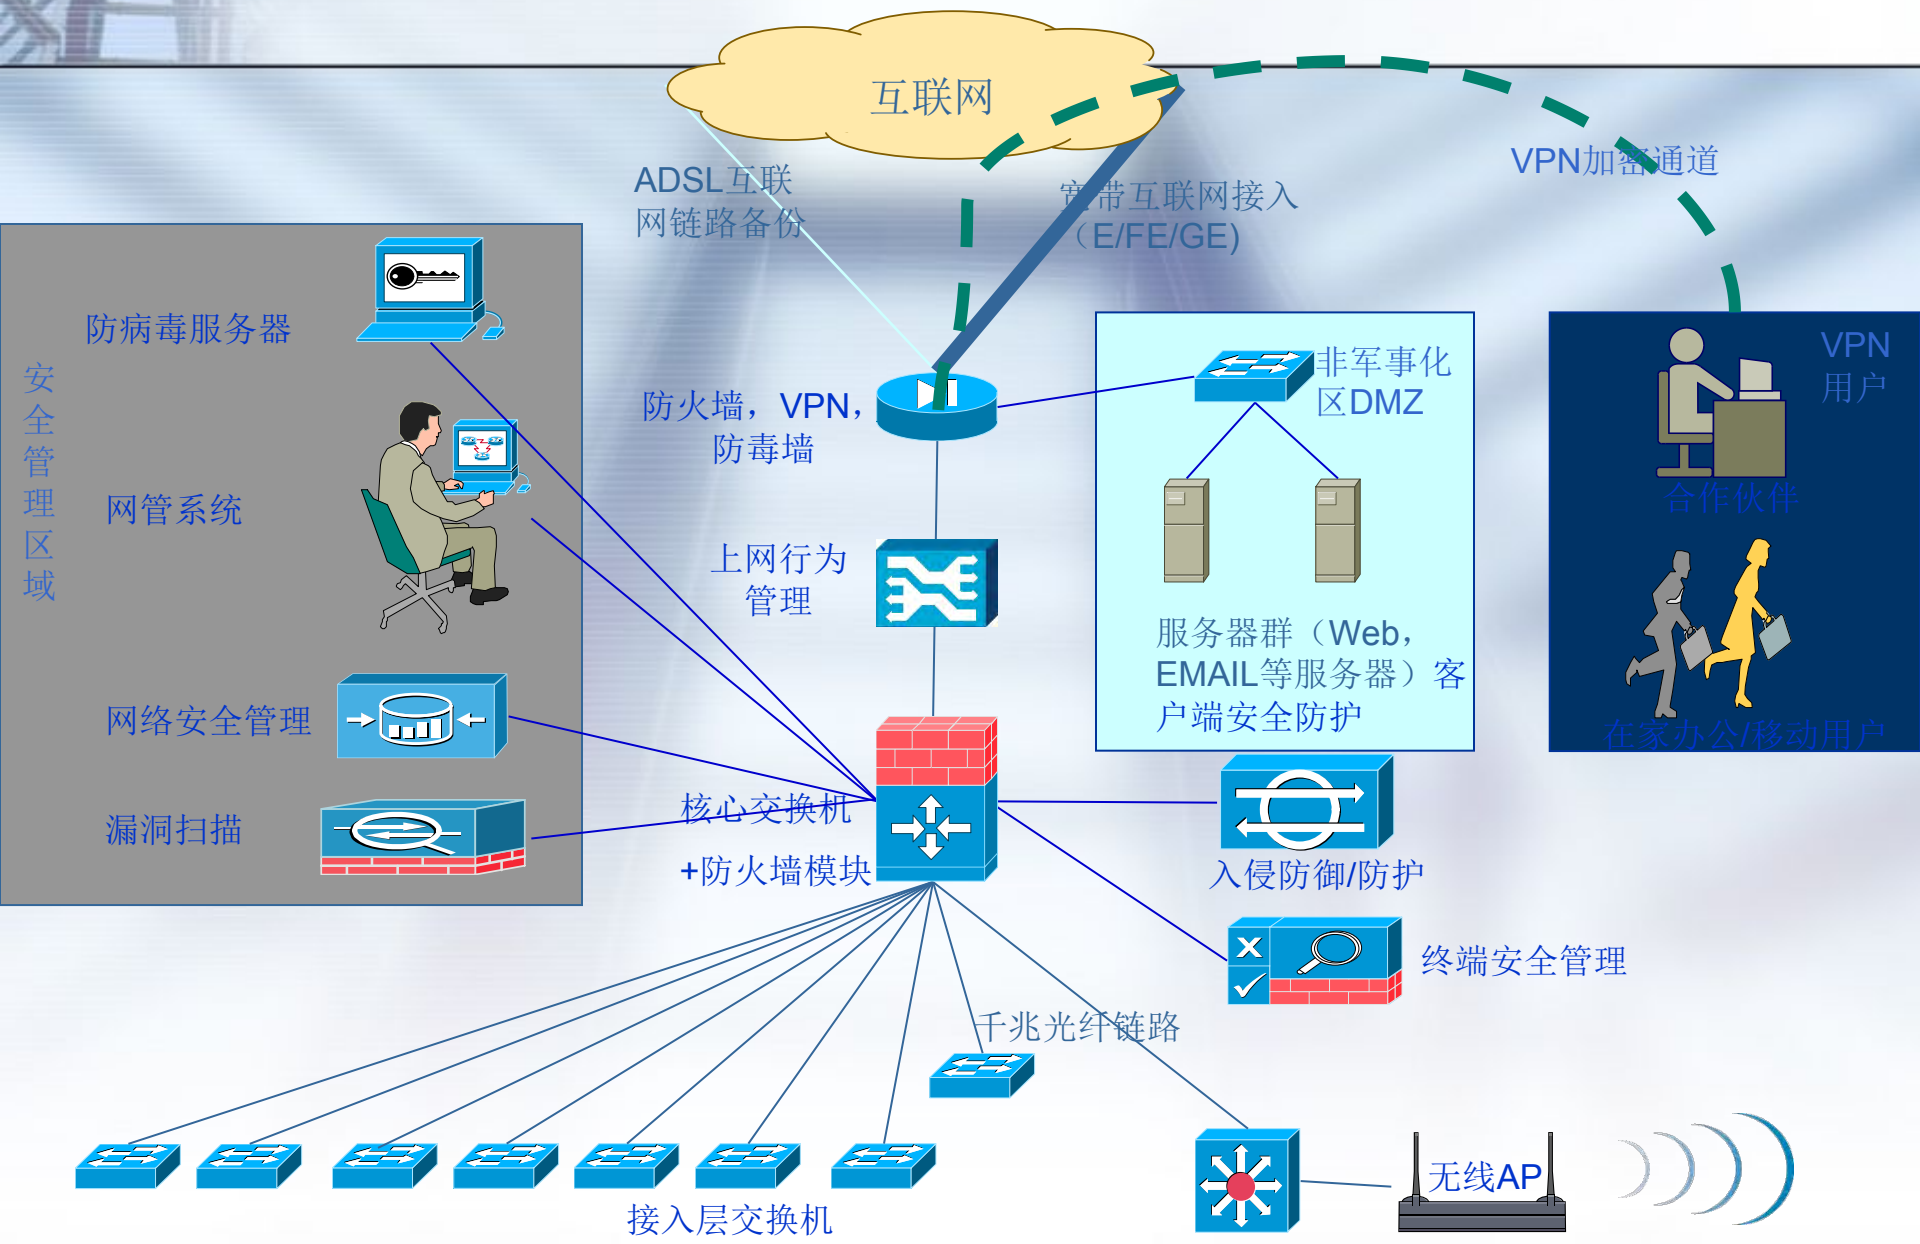 互联网
ADSL互联
网链路备份
宽带互联网接入
（E/FE/GE)
VPN加密通道
安全管理区域
防病毒服务器
网管系统
网络安全管理
漏洞扫描
防火墙，VPN，
防毒墙
上网行为
管理
核心交换机
+防火墙模块
非军事化
区DMZ
服务器群（Web，
EMAIL等服务器）客
户端安全防护
VPN
用户
合作伙伴
在家办公/移动用户
入侵防御/防护
终端安全管理
千兆光纤链路
接入层交换机
无线AP